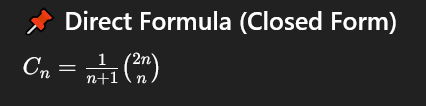 📌 Direct Formula (Closed Form)
$C_n = \frac{1}{n+1}\binom{2n}{n}$